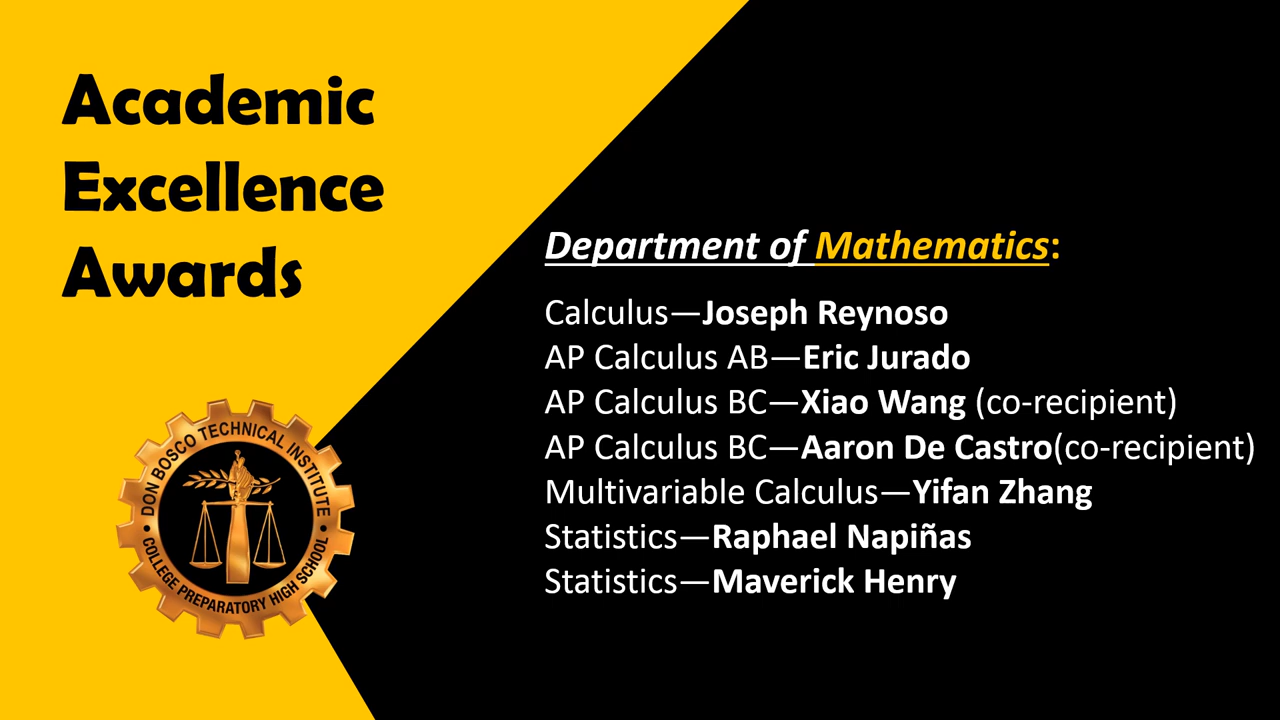 Academic
Excellence
Awards
DON BOSCO TECHNICAL INSTITUTE
COLLEGE PREPARATORY HIGH SCHOOL
Department of Mathematics:
Calculus—Joseph Reynoso
AP Calculus AB—Eric Jurado
AP Calculus BC—Xiao Wang (co-recipient)
AP Calculus BC—Aaron De Castro(co-recipient)
Multivariable Calculus—Yifan Zhang
Statistics—Raphael Napiñas
Statistics—Maverick Henry